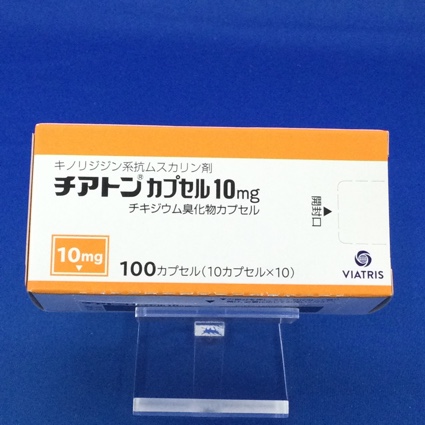 キノリジジン系抗ムスカリン剤
チアトン®カプセル10mg
チキジウム臭化物カプセル
開封口
10mg
100カプセル(10カプセル×10)
VIATRIS